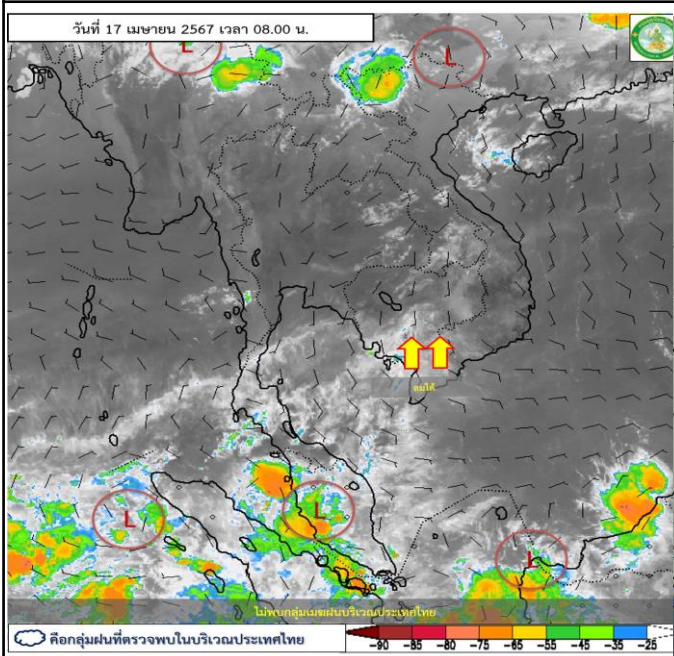 วันที่ 17 เมษายน 2567 เวลา 08.00 น.
L
L
ลมใต้
L
L
L
ไม่พบกลุ่มเมฆฝนบริเวณประเทศไทย
คือกลุ่มฝนที่ตรวจพบในบริเวณประเทศไทย
-90 -85 -80 -75 -65 -55 -45 -35 -25